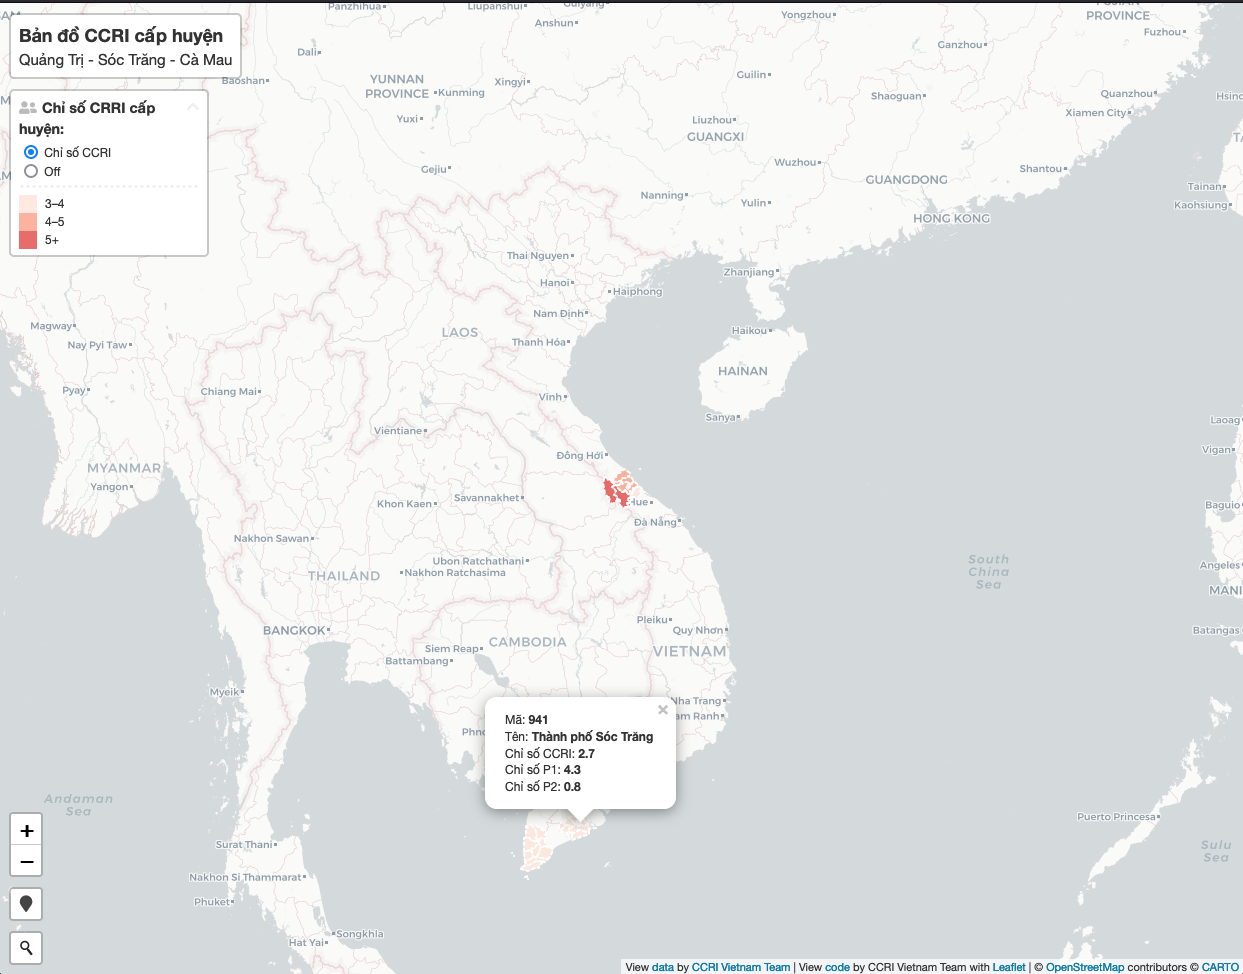 Bản đồ CCRI cấp huyện
Quảng Trị - Sóc Trăng - Cà Mau
Chỉ số CRRI cấp
huyện:
Chỉ số CCRI
Off
3–4
4–5
5+
Panzhihua
Liupanshui
Anshun
Yongzhou
PROVINCE
Fuzhou
Dali
Ganzhou
Baoshan
YUNNAN
PROVINCE
Kunming
Xingyi
Guilin
Shaoguan
Quanzhou
Xiamen City
Yuxi
Liuzhou
GUANGXI
Gejiu
Wuzhou
GUANGDONG
Shantou
Nanning
Yulin
Tainan
Kaohsiung
HONG KONG
Thai Nguyen
Zhanjiang
Hanoi
Haiphong
Nam Định
Magway
Nay Pyi Taw
LAOS
Thanh Hóa
Haikou
HAINAN
Pyay
Chiang Mai
Vinh
Sanya
Laoag
Vientiane
Vigan
Đồng Hới
MYANMAR
Yangon
Khon Kaen
Savannakhet
Hue
Baguio
Đà Nẵng
Nakhon Sawan
Ubon Ratchathani
Nakhon Ratchasima
THAILAND
South
China
Sea
Angeles
MANI
Pleiku
Quy Nhơn
Batangas
BANGKOK
Siem Reap
CAMBODIA
Battambang
VIETNAM
Myeik
Nha Trang
am Ranh
Phno
Mã: 941
Tên: Thành phố Sóc Trăng
Chỉ số CCRI: 2.7
Chỉ số P1: 4.3
Chỉ số P2: 0.8
Andaman
Sea
Puerto Princesa
Sulu
Sea
+
−
Surat Thani
Nakhon Si Thammarat
Phuket
Songkhla
Hat Yai
View data by CCRI Vietnam Team | View code by CCRI Vietnam Team with Leaflet | © OpenStreetMap contributors © CARTO